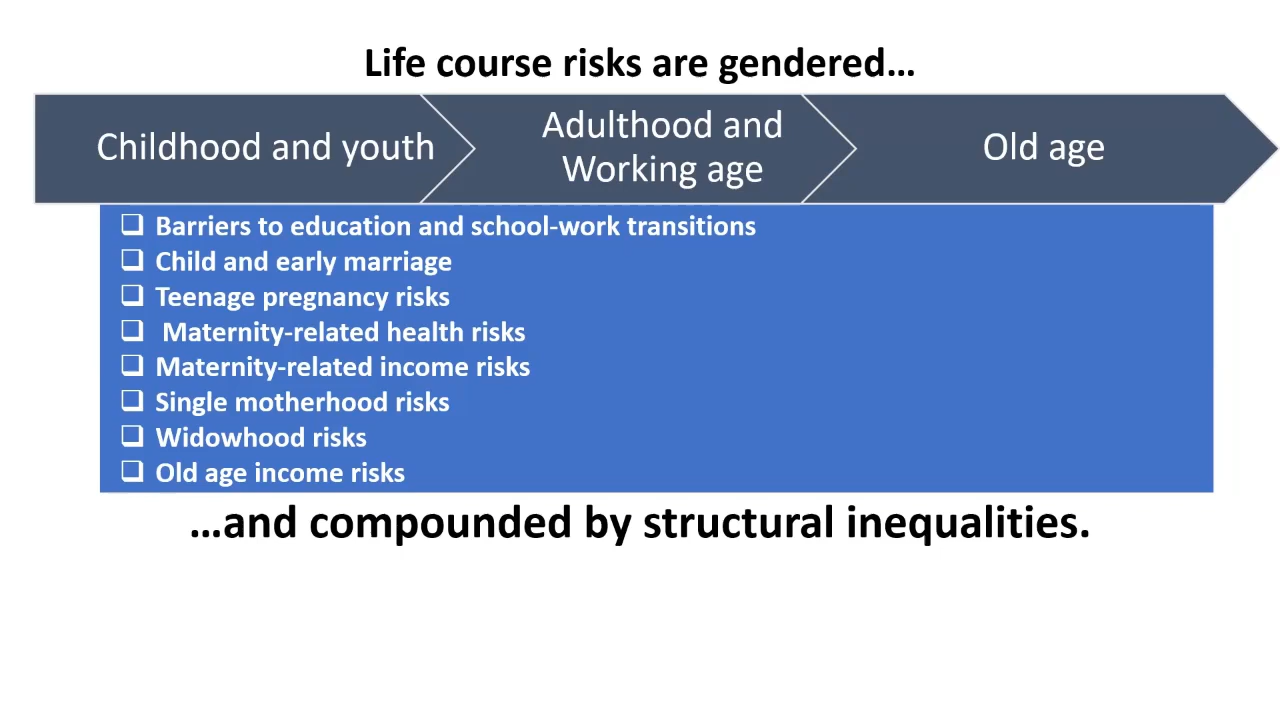 Life course risks are gendered…
Childhood and youth
Adulthood and
Working age
Old age
❑ Barriers to education and school-work transitions
❑ Child and early marriage
❑ Teenage pregnancy risks
❑ Maternity-related health risks
❑ Maternity-related income risks
❑ Single motherhood risks
❑ Widowhood risks
❑ Old age income risks
…and compounded by structural inequalities.